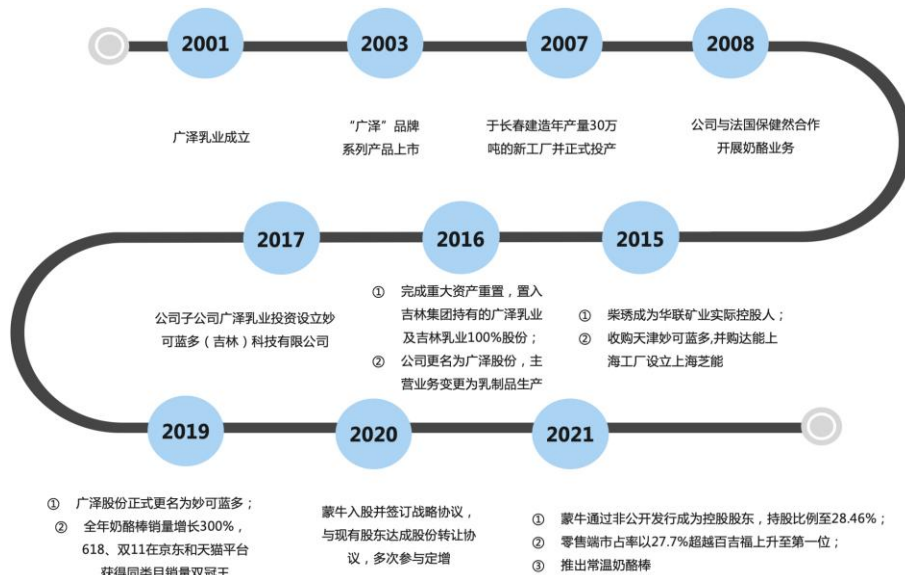 2001
2003
2007
2008
广泽乳业成立
“广泽”品牌
系列产品上市
于长春建造年产量30万
吨的新工厂并正式投产
公司与法国保健然合作
开展奶酪业务
2017
2016
2015
公司子公司广泽乳业投资设立妙
可蓝多（吉林）科技有限公司
① 完成重大资产重置，置入
吉林集团持有的广泽乳业
及吉林乳业100%股份；
② 公司更名为广泽股份，主
营业务变更为乳制品生产
① 柴琇成为华联矿业实际控股人；
② 收购天津妙可蓝多,并购达能上
海工厂设立上海芝能
2019
2020
2021
① 广泽股份正式更名为妙可蓝多；
② 全年奶酪棒销量增长300%，
618、双11在京东和天猫平台
获得同类目销量双冠王
蒙牛入股并签订战略协议，
与现有股东达成股份转让协
议，多次参与定增
① 蒙牛通过非公开发行成为控股股东，持股比例至28.46%；
② 零售端市占率以27.7%超越百吉福上升至第一位；
③ 推出常温奶酪棒